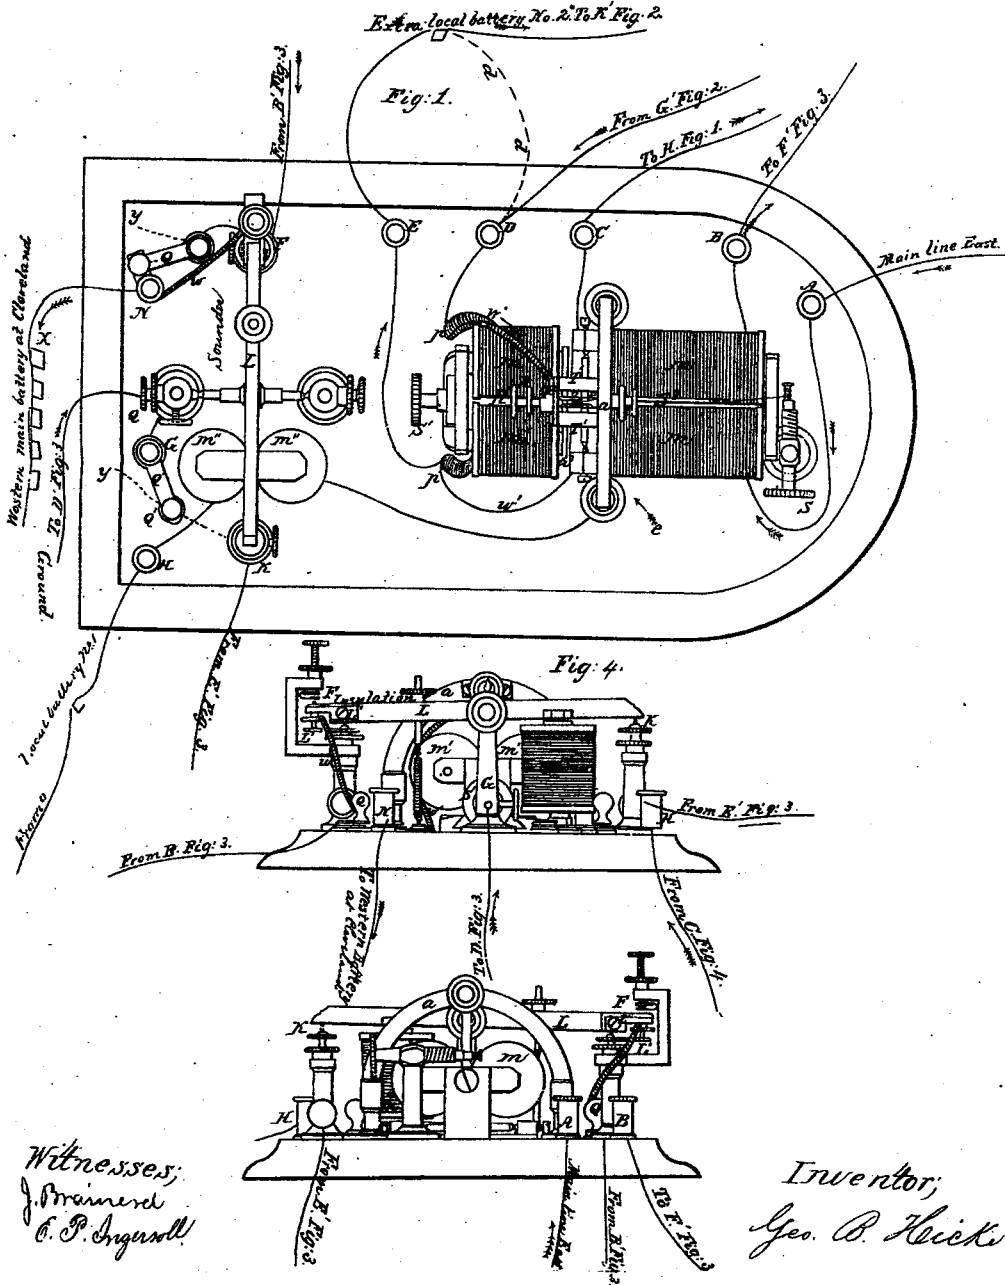 Extra local battery No. 2. To K' Fig. 2.
Fig: 1.
d
d
From B' Fig: 3.
From G' Fig: 2.
To H. Fig: 1.
To F' Fig: 3.
Main line East.
y
F
E
D
C
B
A
N
w
X
Sounder
L
Western main battery at Cleveland
To D' Fig: 3
Ground
Q
G
m" m"
y
H
K
p
w'
m
m
a
S'
p
w'
S
Local battery No. 1
From
From E' Fig. 3.
Fig: 4.
F Insulation
a
L
K
m' m'
G
w
N
H
From E' Fig: 3.
From B. Fig: 3.
To Western Battery
at Cleveland
To D. Fig: 3.
From C. Fig: 4.
a
F
K
L
m
H
A
B
From E' Fig: 3
Main line East
From K' Fig: 3.
To F' Fig: 3
Witnesses;
J. Brainerd
E. P. Ingersoll
Inventor;
Geo. B. Hicks